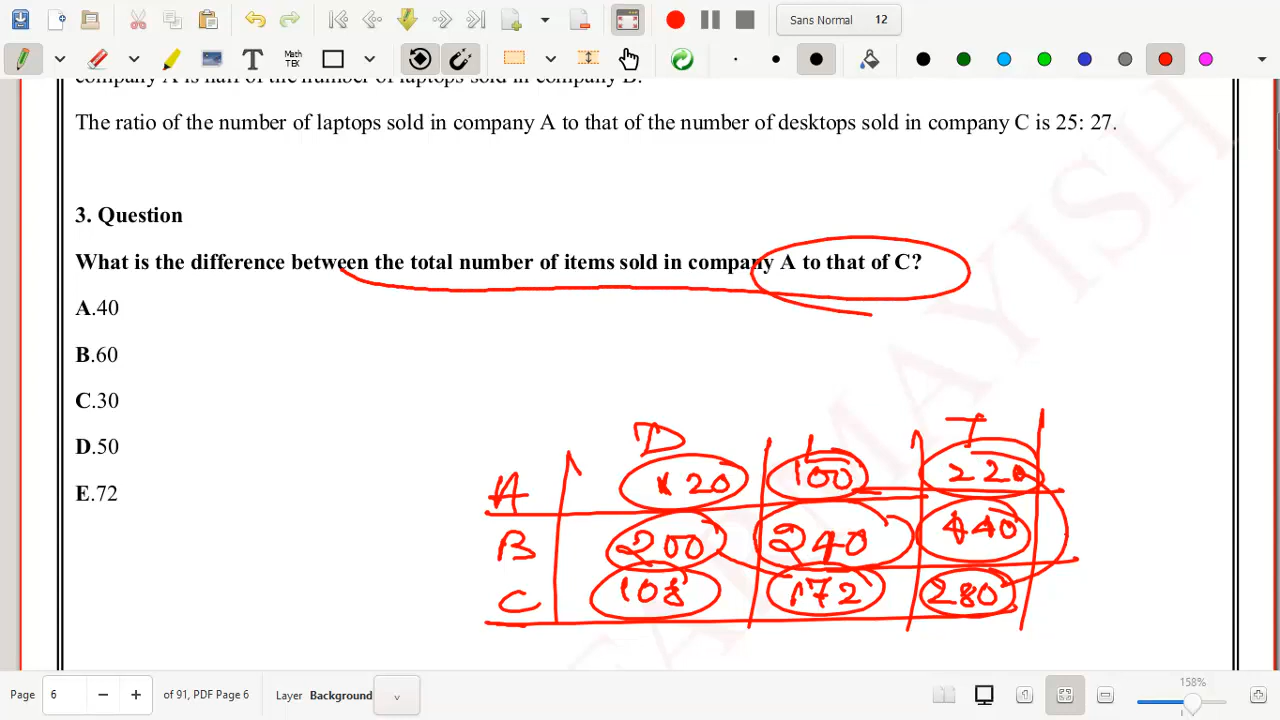 Sans Normal 12
Math
TEX
The ratio of the number of laptops sold in company A to that of the number of desktops sold in company C is 25: 27.
3. Question
What is the difference between the total number of items sold in company A to that of C?
A.40
B.60
C.30
D.50
E.72
D L T
A 120 100 220
B 200 240 440
C 108 172 280
MAYISH
Page 6 of 91, PDF Page 6 Layer Background 158%